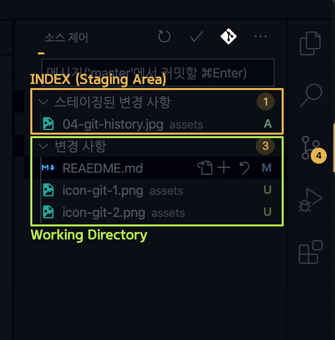 소스 제어
메시지('master'에서 커밋할 ⌘Enter)
INDEX (Staging Area)
스테이징된 변경 사항 1
04-git-history.jpg assets A
변경 사항 3
REAEDME.md M
icon-git-1.png assets U
icon-git-2.png assets U
Working Directory
4